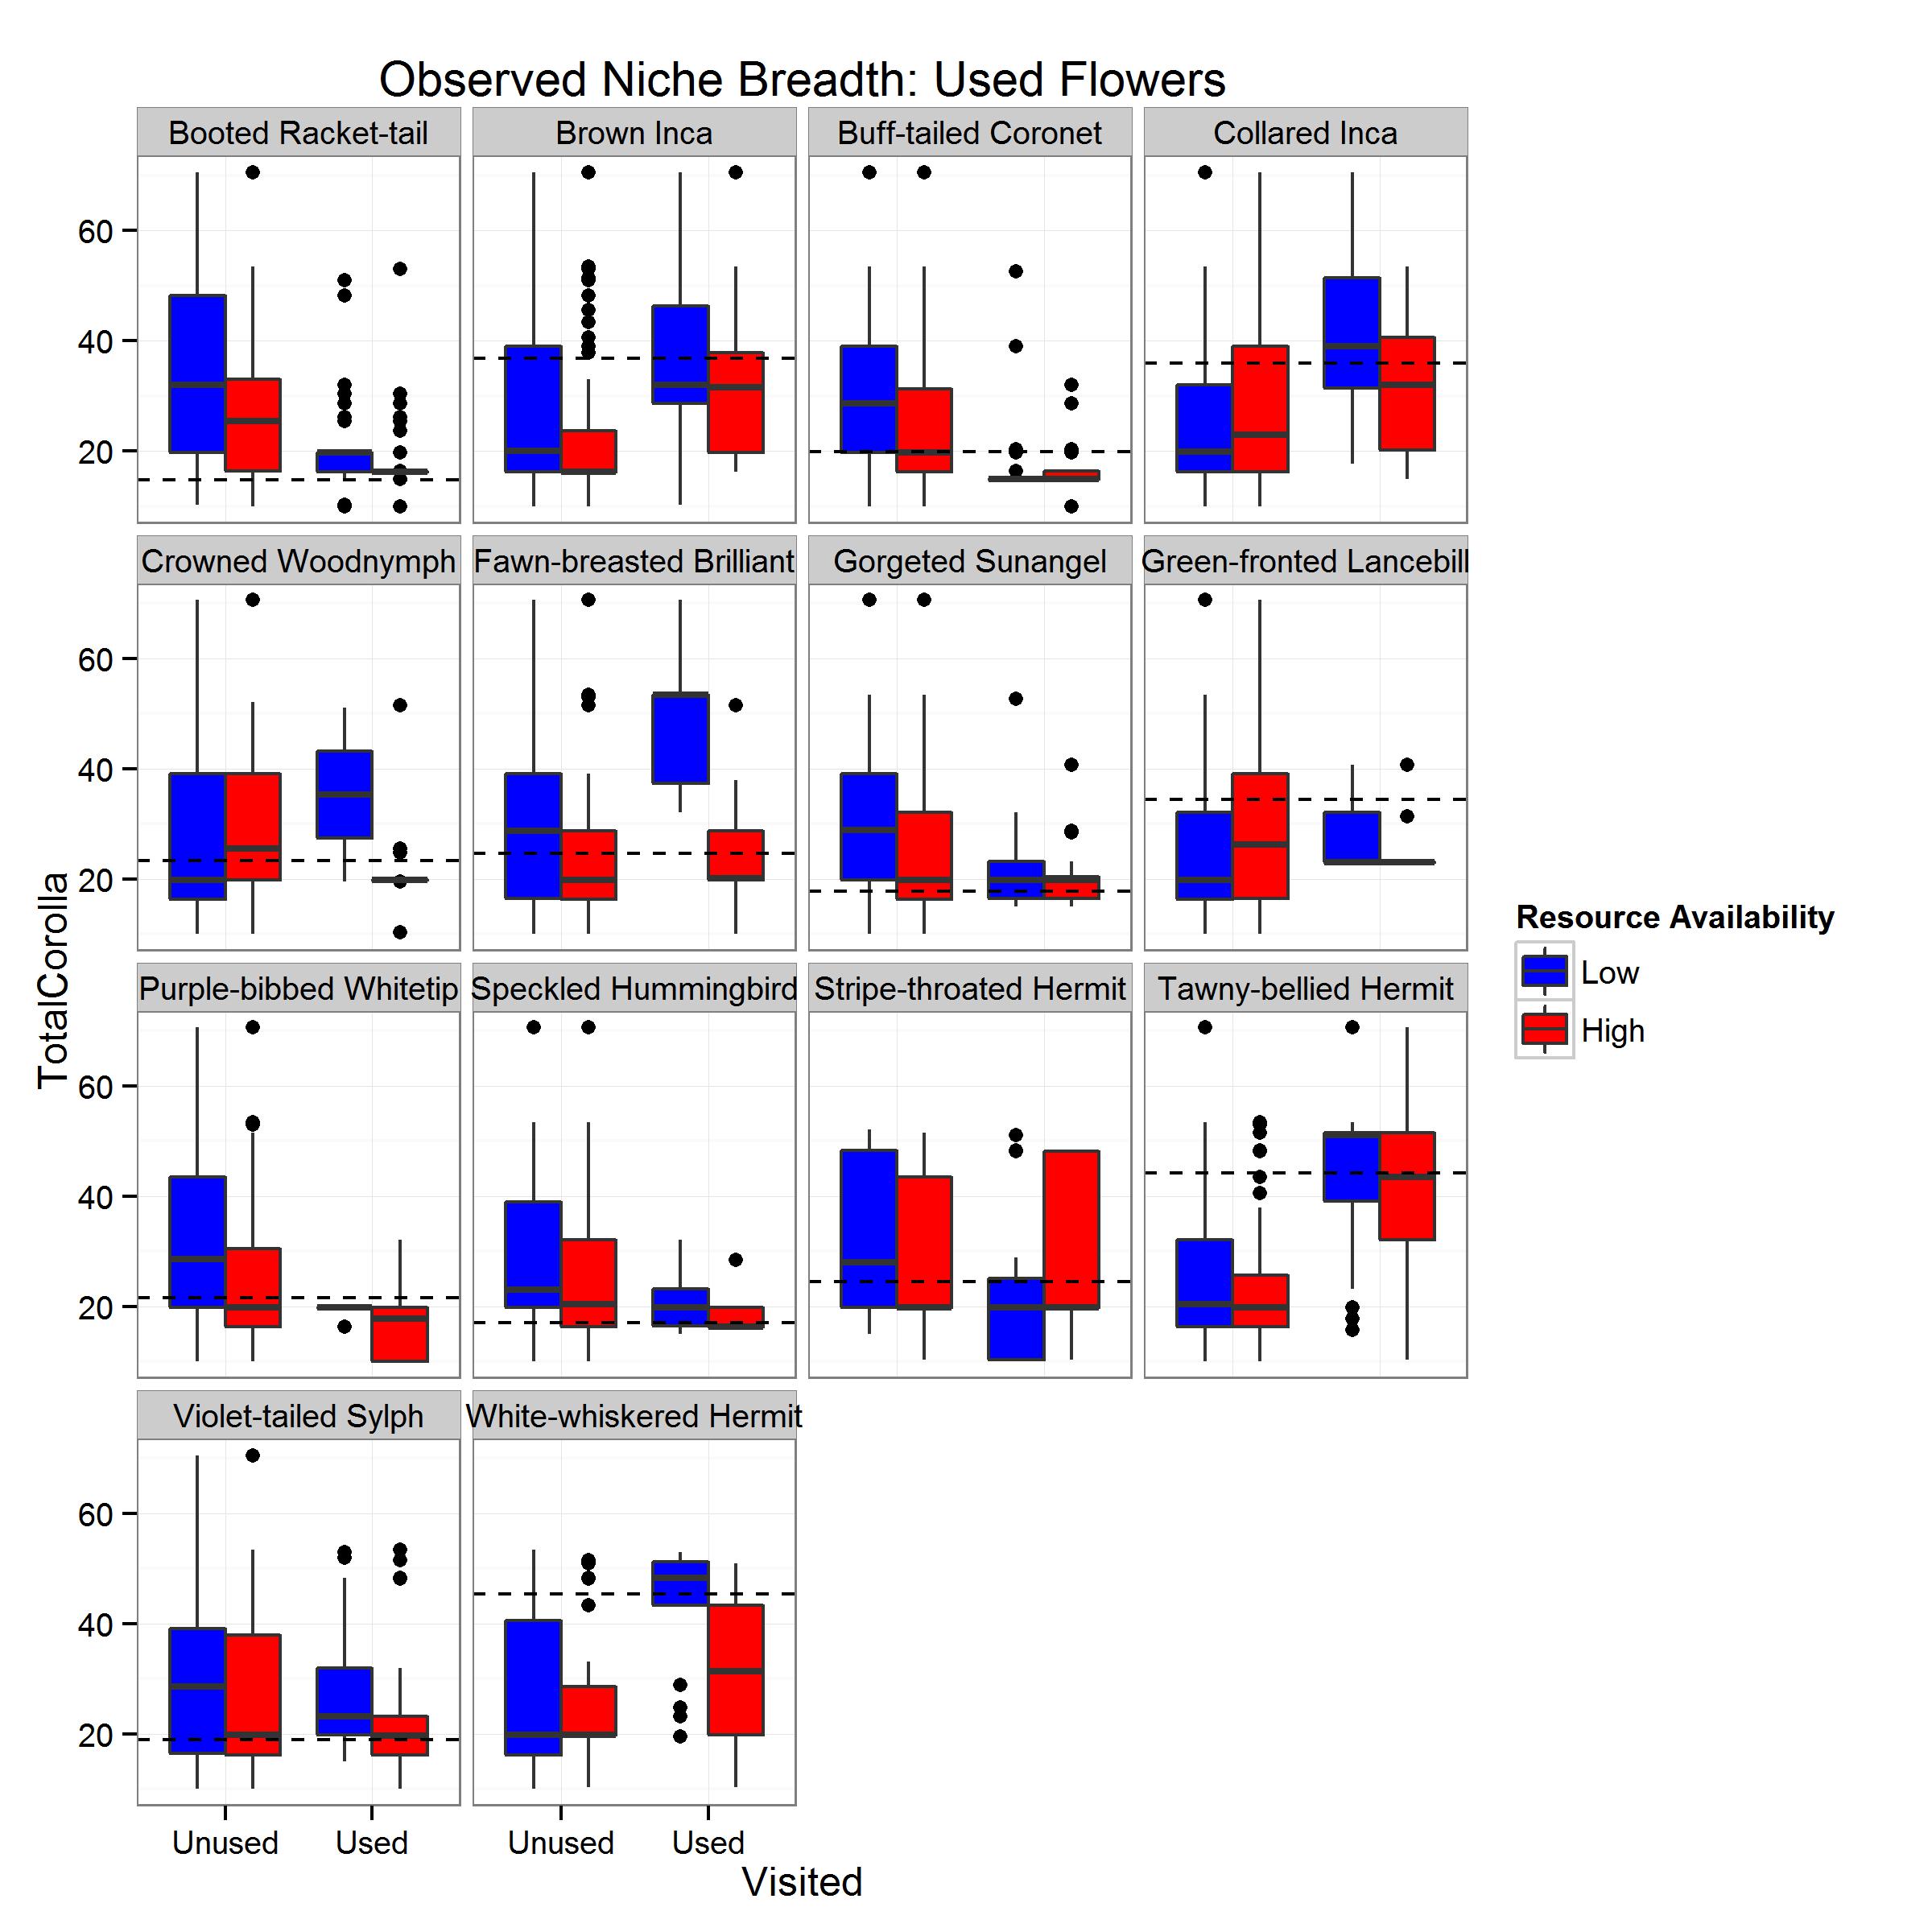 Observed Niche Breadth: Used Flowers
Booted Racket-tail
Brown Inca
Buff-tailed Coronet
Collared Inca
60
40
20
Crowned Woodnymph
Fawn-breasted Brilliant
Gorgeted Sunangel
Green-fronted Lancebill
60
40
20
Purple-bibbed Whitetip
Speckled Hummingbird
Stripe-throated Hermit
Tawny-bellied Hermit
60
40
20
Violet-tailed Sylph
White-whiskered Hermit
60
40
20
Unused
Used
Unused
Used
Visited
TotalCorolla
Resource Availability
Low
High